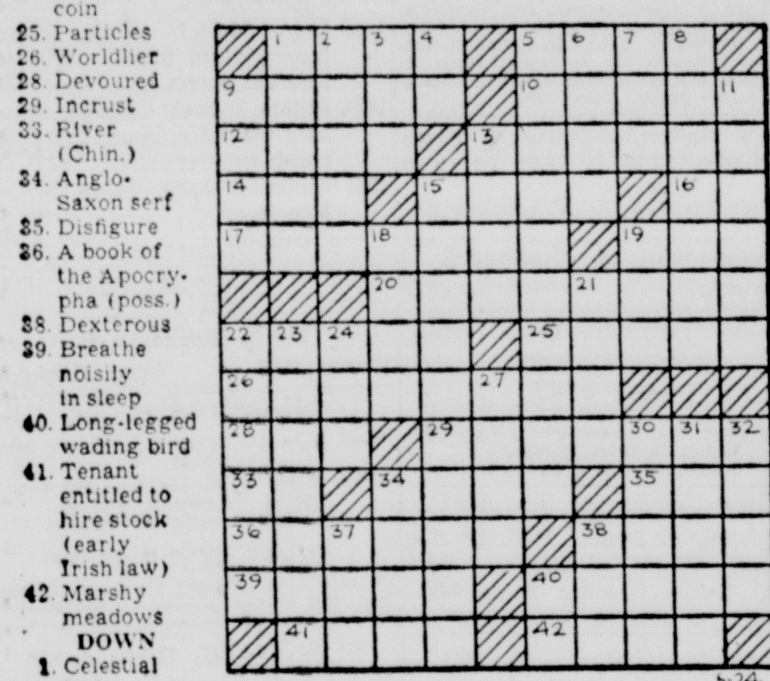 coin
25. Particles
26. Worldlier
28. Devoured
29. Incrust
33. River
(Chin.)
34. Anglo-
Saxon serf
35. Disfigure
36. A book of
the Apocry-
pha (poss.)
38. Dexterous
39. Breathe
noisily
in sleep
40. Long-legged
wading bird
41. Tenant
entitled to
hire stock
(early
Irish law)
42. Marshy
meadows
DOWN
1. Celestial
1 2 3 4 5 6 7 8
9 10 11
12 13
14 15 16
17 18 19
20 21
22 23 24 25
26 27
28 29 30 31 32
33 34 35
36 37 38
39 40
41 42